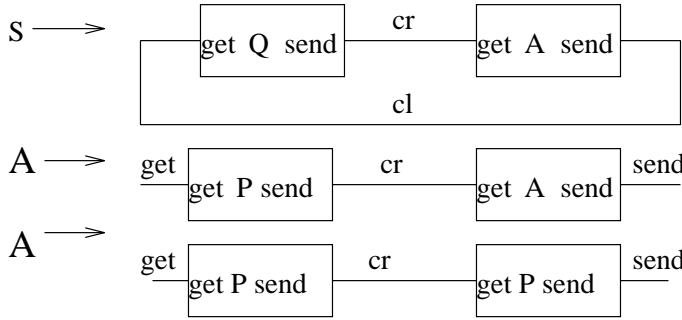 S
get Q send cr get A send
cl
A
get get P send cr get A send send
A
get get P send cr get P send send